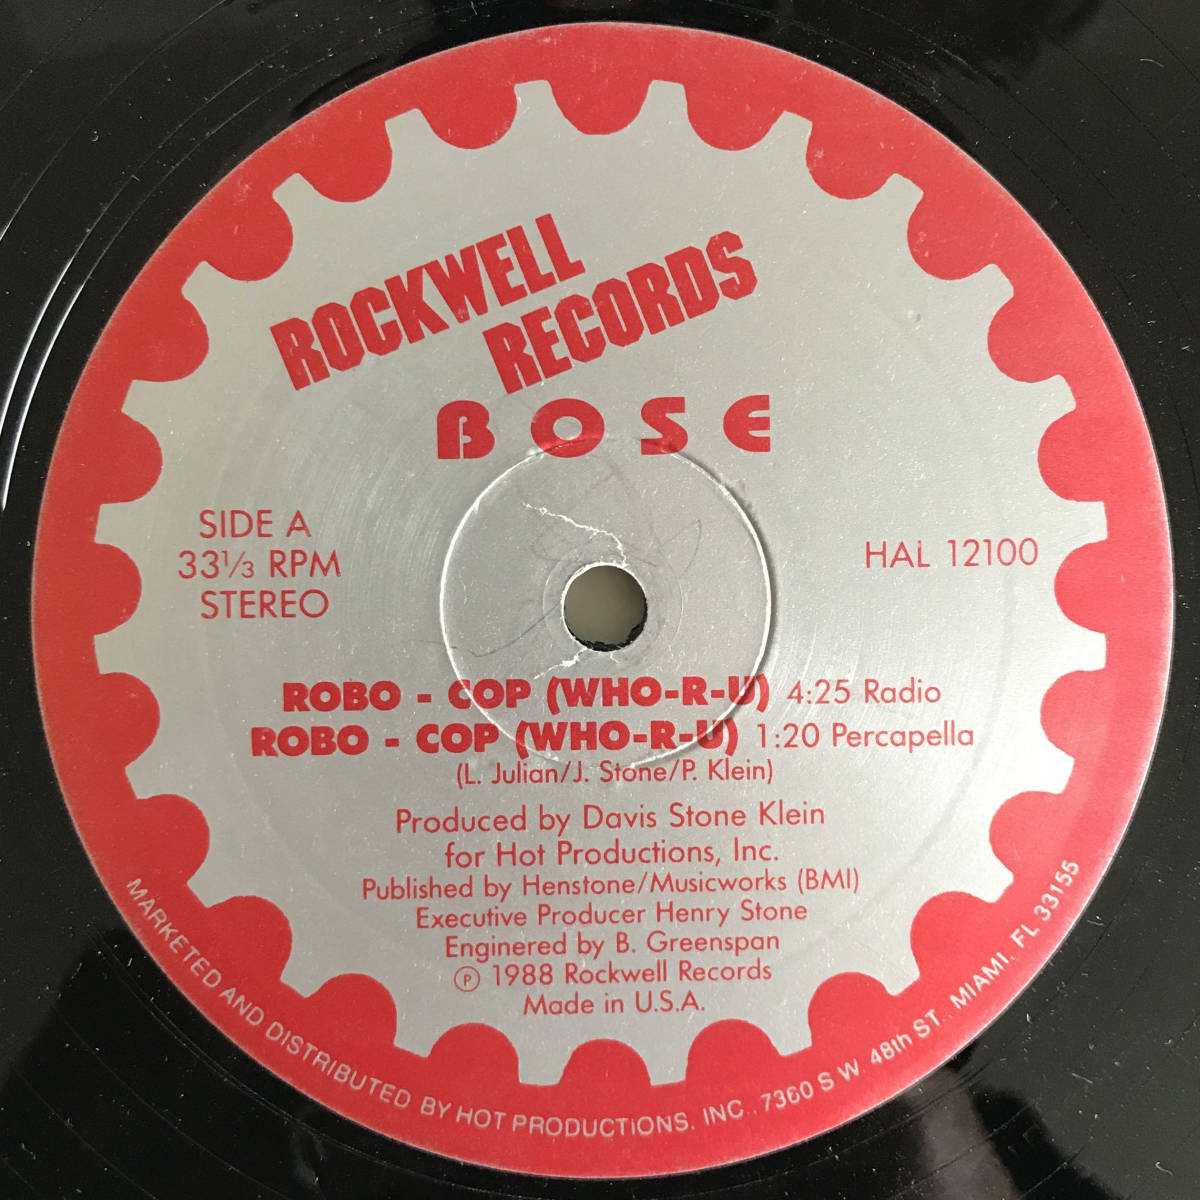 ROCKWELL
RECORDS
BOSE
SIDE A
33⅓ RPM
STEREO
HAL 12100
ROBO - COP (WHO-R-U) 4:25 Radio
ROBO - COP (WHO-R-U) 1:20 Percapella
(L. Julian/J. Stone/P. Klein)
Produced by Davis Stone Klein
for Hot Productions, Inc.
Published by Henstone/Musicworks (BMI)
Executive Producer Henry Stone
Enginered by B. Greenspan
℗ 1988 Rockwell Records
Made in U.S.A.
MARKETED AND DISTRIBUTED BY HOT PRODUCTIONS, INC., 7360 S W 48th ST., MIAMI, FL 33155